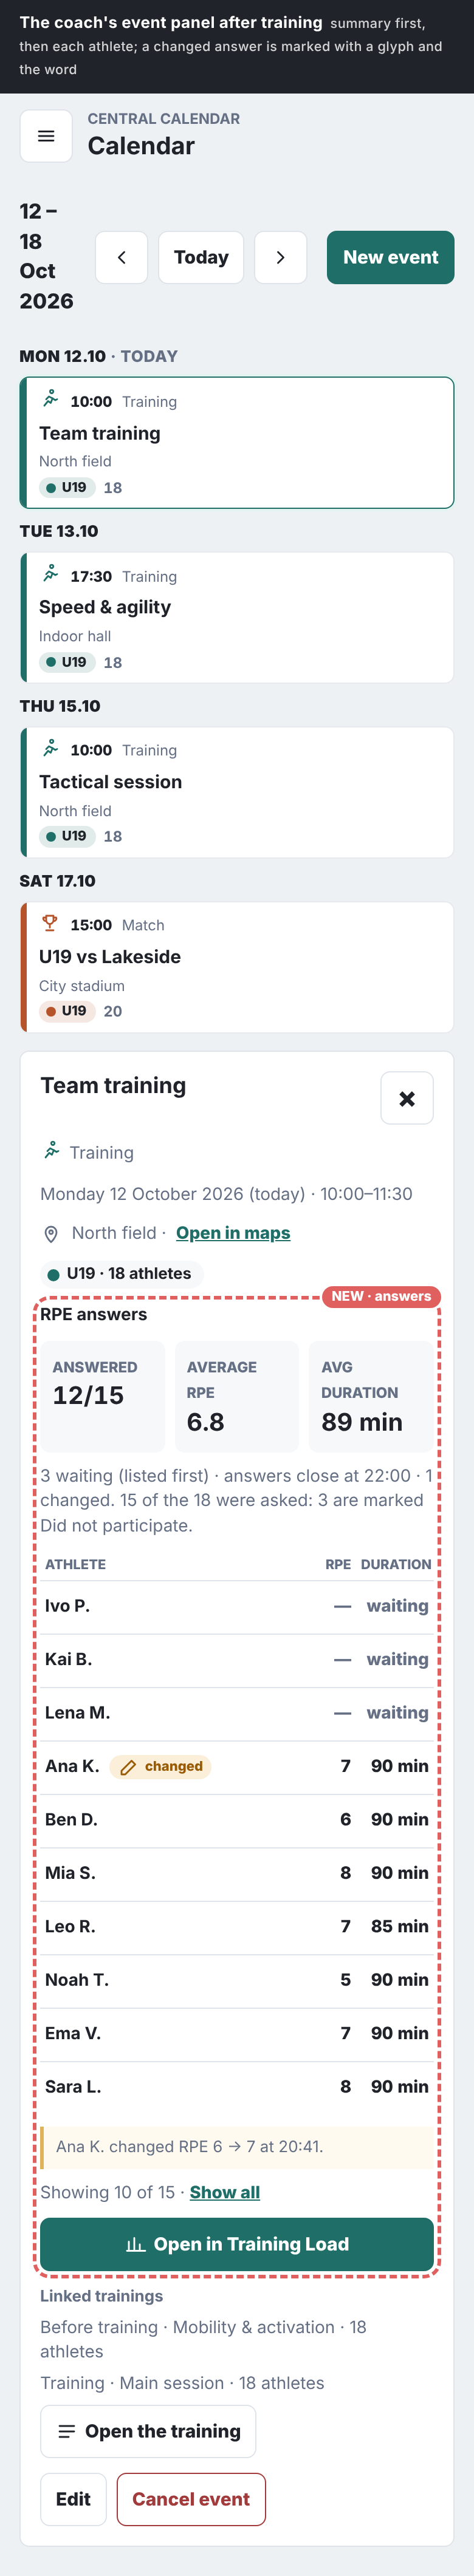 The coach's event panel after training summary first,
then each athlete; a changed answer is marked with a glyph and
the word
CENTRAL CALENDAR
Calendar
12 –
18
Oct
2026
Today
New event
MON 12.10 · TODAY
10:00 Training
Team training
North field
U19 18
TUE 13.10
17:30 Training
Speed & agility
Indoor hall
U19 18
THU 15.10
10:00 Training
Tactical session
North field
U19 18
SAT 17.10
15:00 Match
U19 vs Lakeside
City stadium
U19 20
Team training
Training
Monday 12 October 2026 (today) · 10:00–11:30
North field · Open in maps
U19 · 18 athletes
NEW · answers
RPE answers
ANSWERED
12/15
AVERAGE
RPE
6.8
AVG
DURATION
89 min
3 waiting (listed first) · answers close at 22:00 · 1
changed. 15 of the 18 were asked: 3 are marked
Did not participate.
ATHLETE RPE DURATION
Ivo P. — waiting
Kai B. — waiting
Lena M. — waiting
Ana K. changed 7 90 min
Ben D. 6 90 min
Mia S. 8 90 min
Leo R. 7 85 min
Noah T. 5 90 min
Ema V. 7 90 min
Sara L. 8 90 min
Ana K. changed RPE 6 → 7 at 20:41.
Showing 10 of 15 · Show all
Open in Training Load
Linked trainings
Before training · Mobility & activation · 18
athletes
Training · Main session · 18 athletes
Open the training
Edit
Cancel event